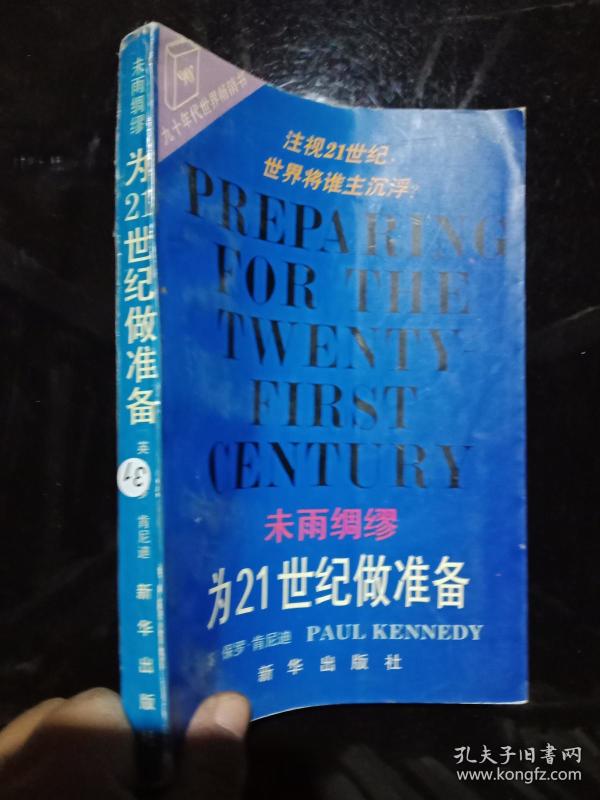 90'
九十年代世界畅销书
注视21世纪，
世界将谁主沉浮？
PREPARING
FOR THE
TWENTY-
FIRST
CENTURY
未雨绸缪
为21世纪做准备
保罗·肯尼迪 PAUL KENNEDY
新华出版社
未雨绸缪
为21世纪做准备
英
肯尼迪
新华出版
孔夫子旧书网
www.kongfz.com